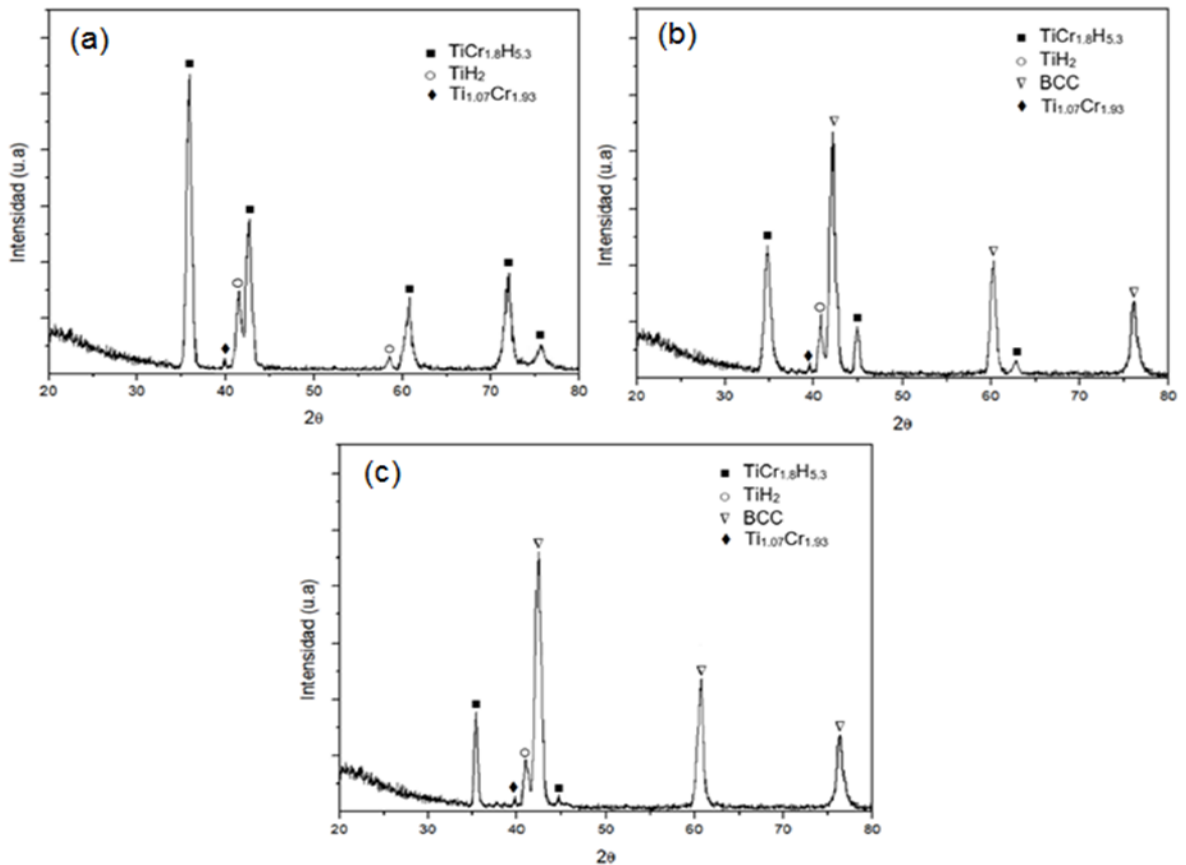 (a)
■ TiCr1.8H5.3
○ TiH2
♦ Ti1.07Cr1.93
Intensidad (u.a)
20 30 40 50 60 70 80
2θ
(b)
■ TiCr1.8H5.3
○ TiH2
▽ BCC
♦ Ti1.07Cr1.93
Intensidad (u.a)
20 30 40 50 60 70 80
2θ
(c)
■ TiCr1.8H5.3
○ TiH2
▽ BCC
♦ Ti1.07Cr1.93
Intensidad (u.a)
20 30 40 50 60 70 80
2θ